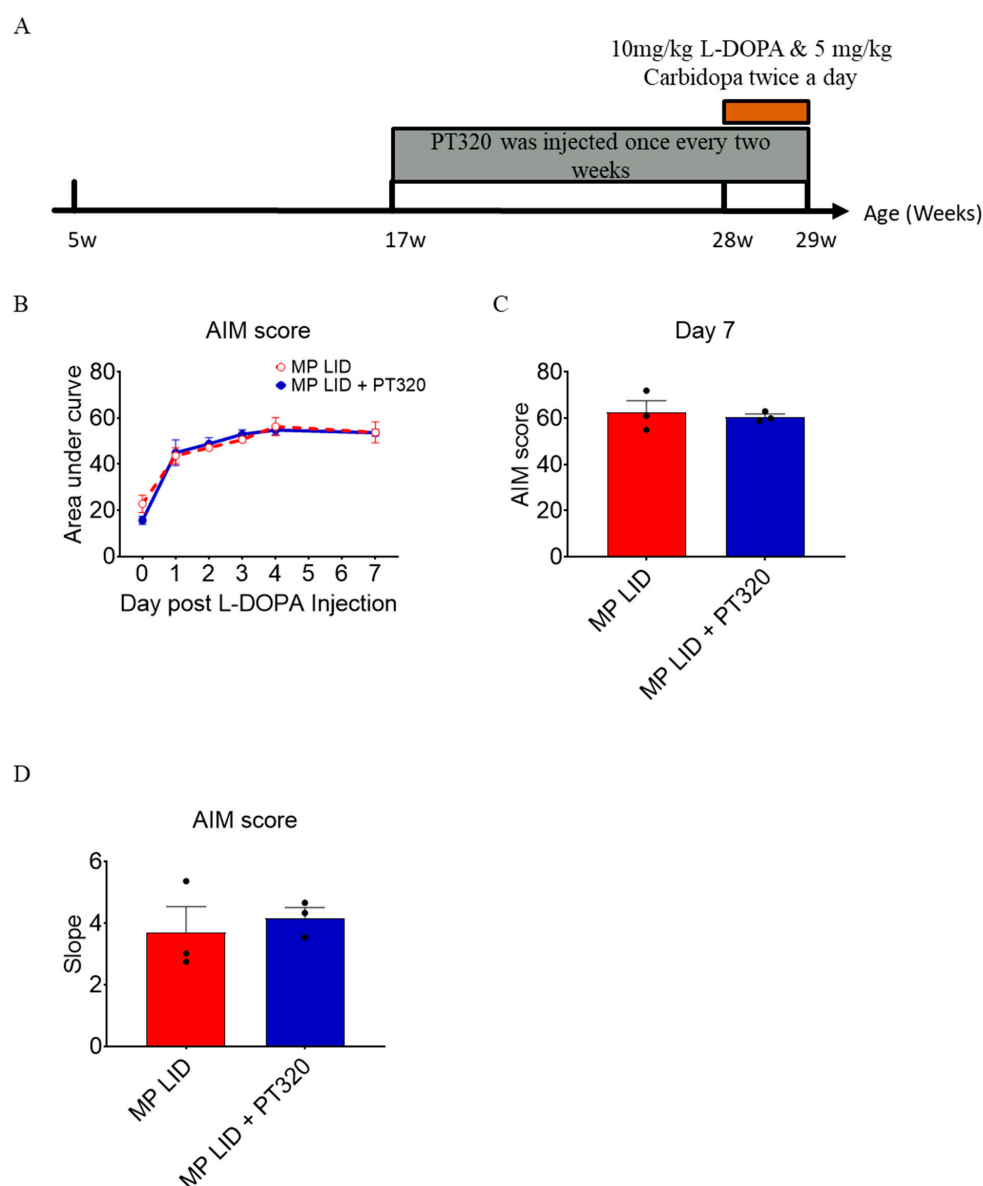 A
10mg/kg L-DOPA & 5 mg/kg
Carbidopa twice a day
PT320 was injected once every two
weeks
Age (Weeks)
5w
17w
28w
29w
B
AIM score
MP LID
MP LID + PT320
Area under curve
80
60
40
20
0
0 1 2 3 4 5 6 7
Day post L-DOPA Injection
C
Day 7
AIM score
80
60
40
20
0
MP LID
MP LID + PT320
D
AIM score
Slope
6
4
2
0
MP LID
MP LID + PT320